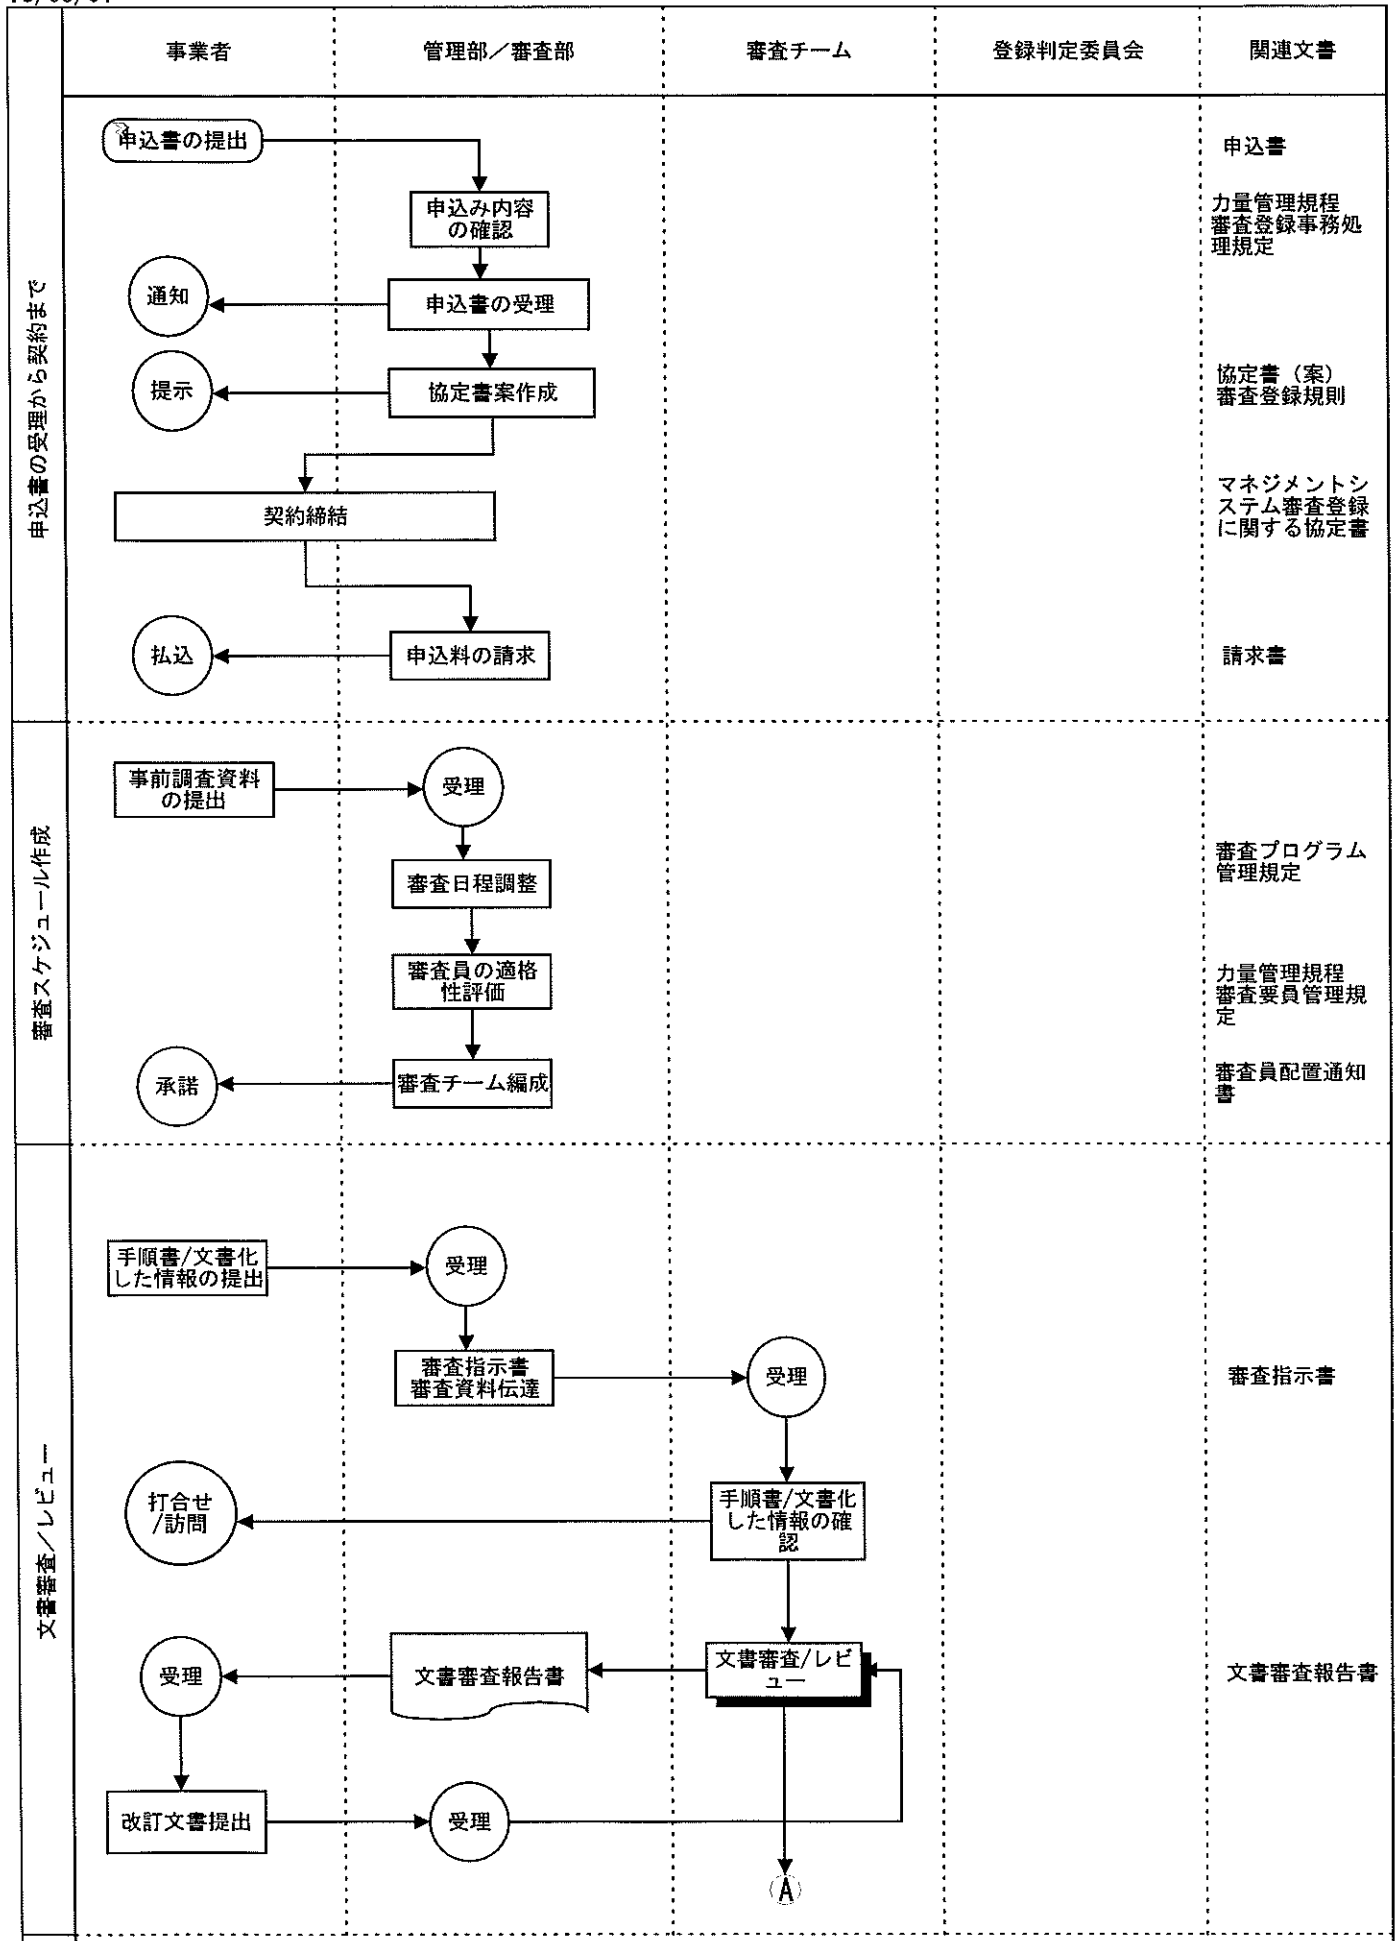 事業者
管理部／審査部
審査チーム
登録判定委員会
関連文書
申込書の受理から契約まで
申込書の提出
申込書
申込み内容
の確認
力量管理規程
審査登録事務処
理規定
通知
申込書の受理
提示
協定書案作成
協定書（案）
審査登録規則
契約締結
マネジメントシ
ステム審査登録
に関する協定書
払込
申込料の請求
請求書
審査スケジュール作成
事前調査資料
の提出
受理
審査日程調整
審査プログラム
管理規定
審査員の適格
性評価
力量管理規程
審査要員管理規
定
承諾
審査チーム編成
審査員配置通知
書
文書審査／レビュー
手順書/文書化
した情報の提出
受理
審査指示書
審査資料伝達
受理
審査指示書
打合せ
/訪問
手順書/文書化
した情報の確
認
受理
文書審査報告書
文書審査/レビ
ュー
文書審査報告書
改訂文書提出
受理
A